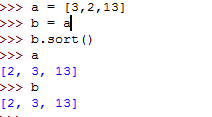 >>> a = [3,2,13]
>>> b = a
>>> b.sort()
>>> a
[2, 3, 13]
>>> b
[2, 3, 13]